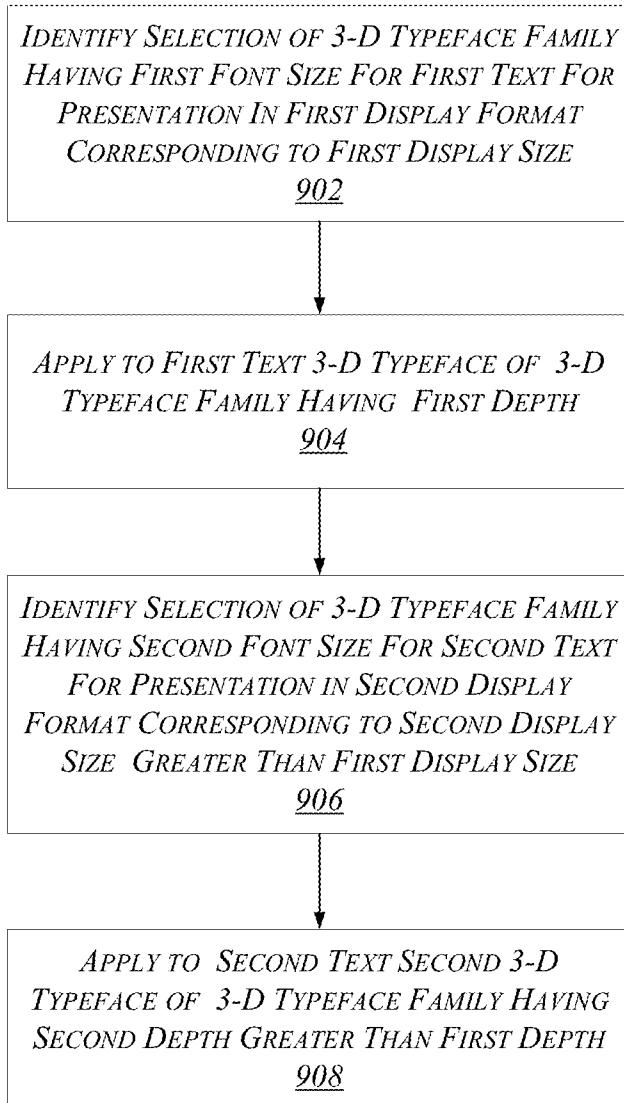 IDENTIFY SELECTION OF 3-D TYPEFACE FAMILY
HAVING FIRST FONT SIZE FOR FIRST TEXT FOR
PRESENTATION IN FIRST DISPLAY FORMAT
CORRESPONDING TO FIRST DISPLAY SIZE
902
APPLY TO FIRST TEXT 3-D TYPEFACE OF 3-D
TYPEFACE FAMILY HAVING FIRST DEPTH
904
IDENTIFY SELECTION OF 3-D TYPEFACE FAMILY
HAVING SECOND FONT SIZE FOR SECOND TEXT
FOR PRESENTATION IN SECOND DISPLAY
FORMAT CORRESPONDING TO SECOND DISPLAY
SIZE GREATER THAN FIRST DISPLAY SIZE
906
APPLY TO SECOND TEXT SECOND 3-D
TYPEFACE OF 3-D TYPEFACE FAMILY HAVING
SECOND DEPTH GREATER THAN FIRST DEPTH
908